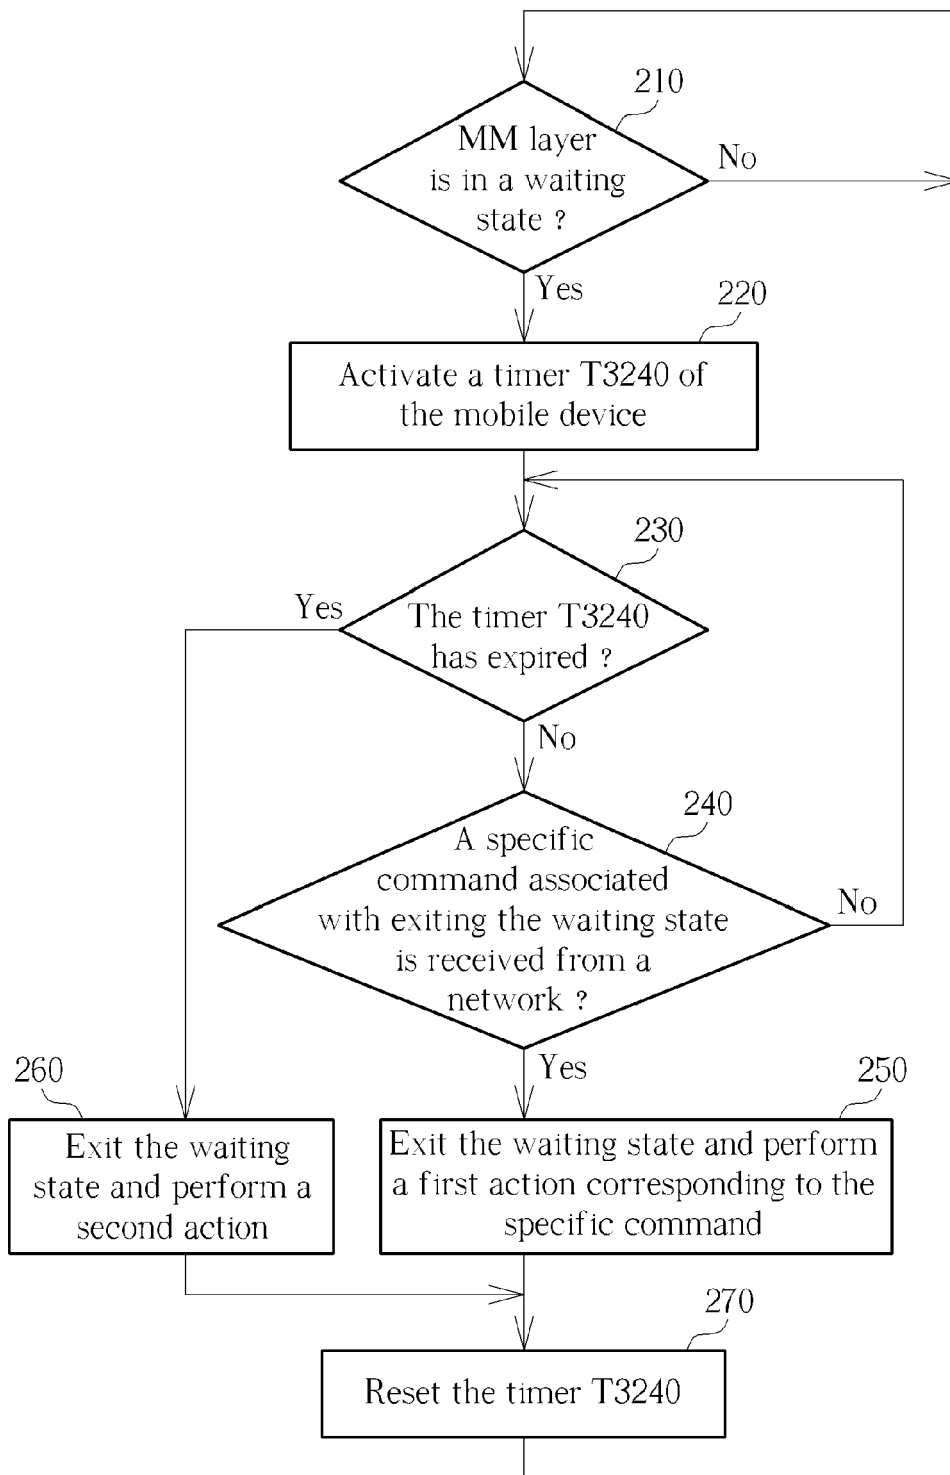 210
MM layer
is in a waiting
state ?
No
Yes
220
Activate a timer T3240 of
the mobile device
230
Yes
The timer T3240
has expired ?
No
240
A specific
command associated
with exiting the waiting state
is received from a
network ?
No
Yes
260
250
Exit the waiting
state and perform a
second action
Exit the waiting state and perform
a first action corresponding to the
specific command
270
Reset the timer T3240